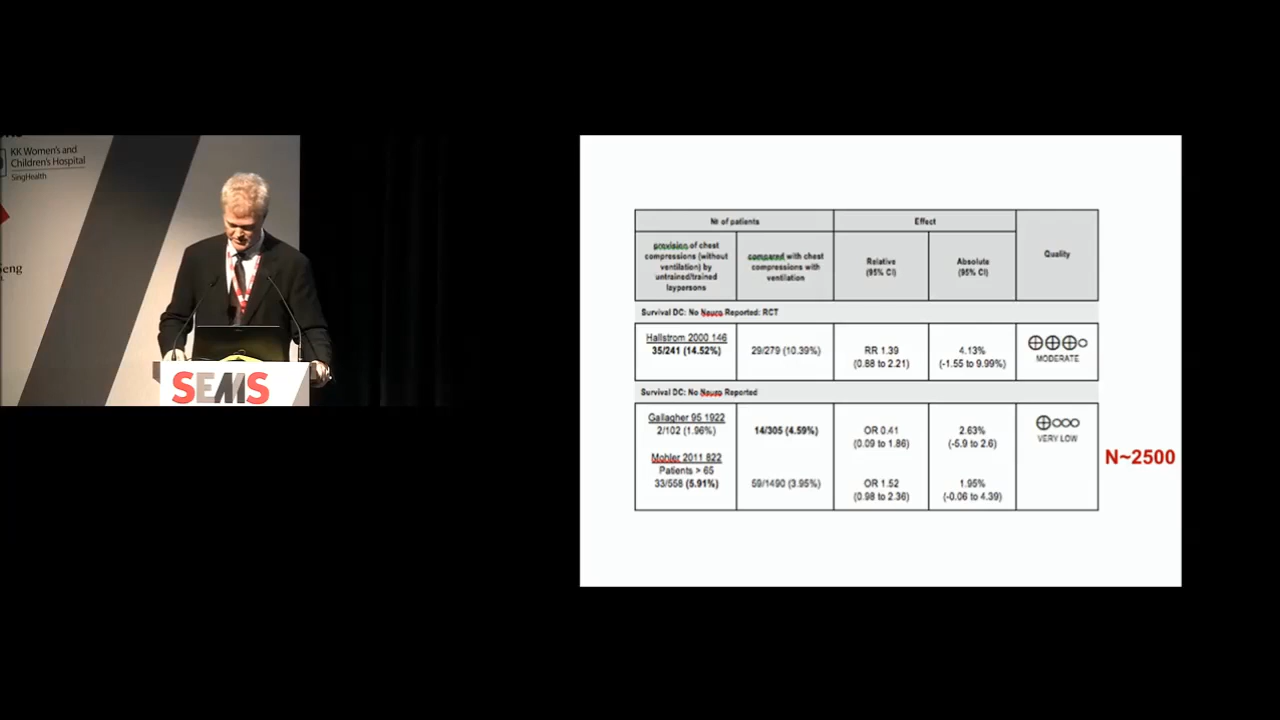 KK Women's and
Children's Hospital
SingHealth
SEMS
№ of patients
Effect
Quality
provision of chest
compressions (without
ventilation) by
untrained/trained
laypersons
compared with chest
compressions with
ventilation
Relative
(95% CI)
Absolute
(95% CI)
Survival DC: No Neuro Reported: RCT
Hallstrom 2000 146
35/241 (14.52%)
29/279 (10.39%)
RR 1.39
(0.88 to 2.21)
4.13%
(-1.55 to 9.99%)
MODERATE
Survival DC: No Neuro Reported
Gallagher 95 1922
2/102 (1.96%)
14/305 (4.59%)
OR 0.41
(0.09 to 1.86)
2.63%
(-5.9 to 2.6)
VERY LOW
Mohler 2011 822
Patients > 65
33/558 (5.91%)
59/1490 (3.95%)
OR 1.52
(0.98 to 2.36)
1.95%
(-0.06 to 4.39)
N~2500